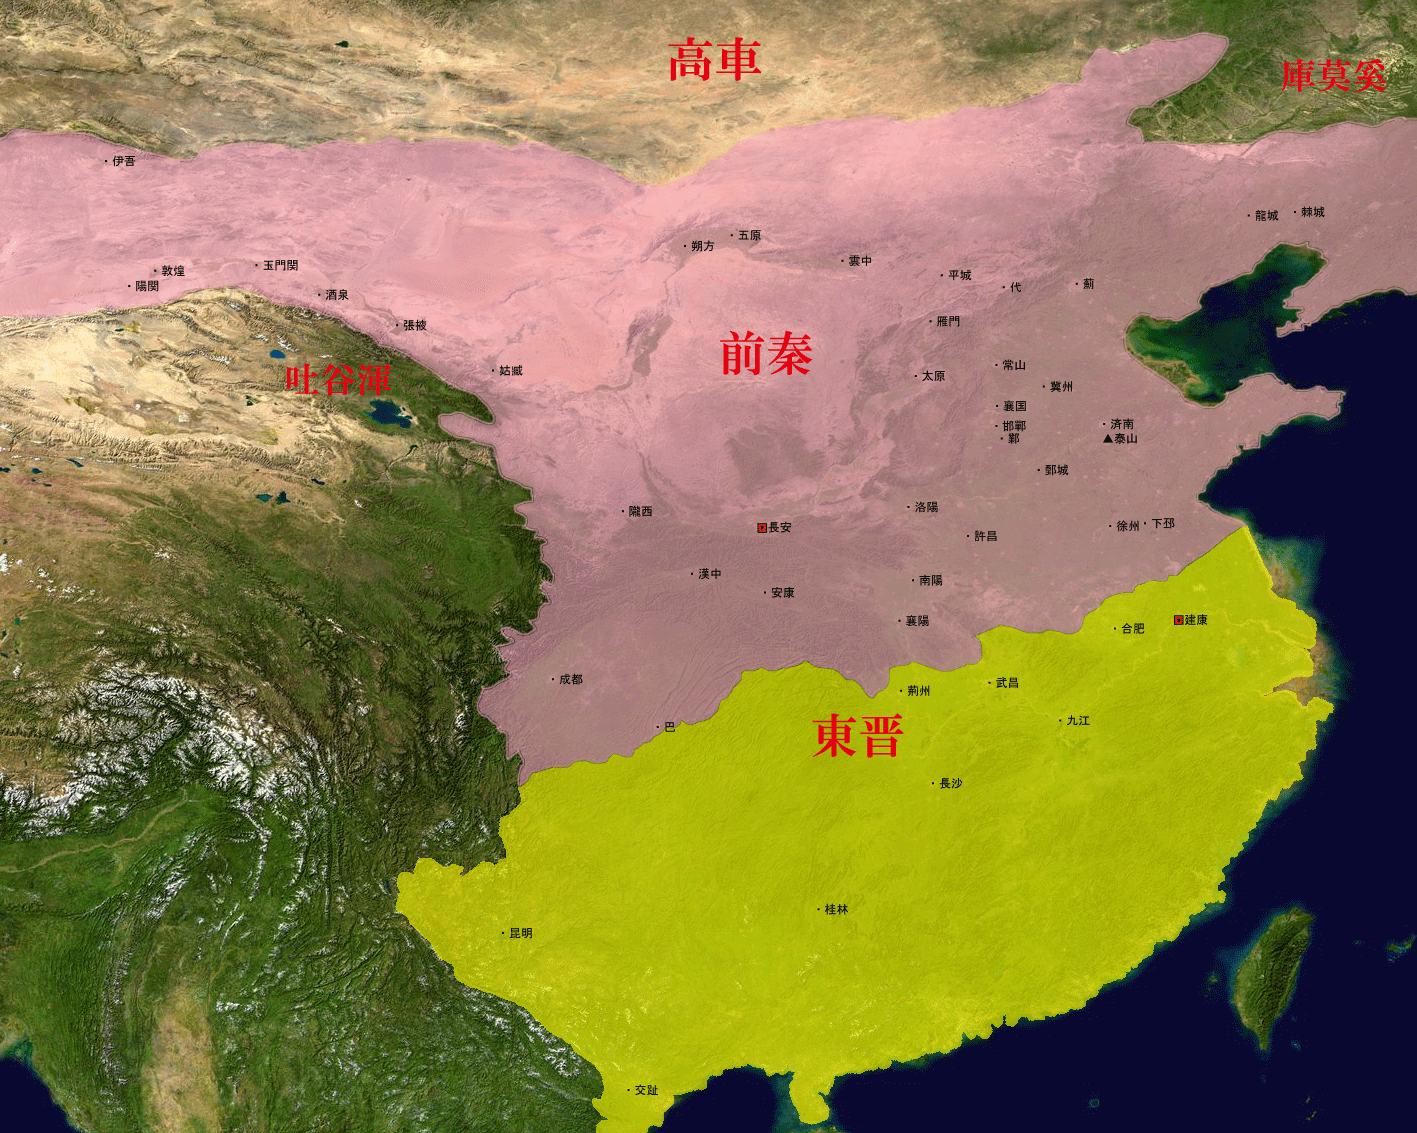 高車
庫莫奚
伊吾
龍城
棘城
五原
朔方
雲中
玉門関
敦煌
平城
陽関
代
薊
酒泉
雁門
張掖
前秦
常山
姑臧
太原
吐谷渾
冀州
襄国
済南
邯鄲
鄴
泰山
鄄城
洛陽
隴西
下邳
徐州
長安
許昌
漢中
南陽
安康
建康
襄陽
合肥
成都
武昌
荊州
九江
巴
東晋
長沙
桂林
昆明
交趾